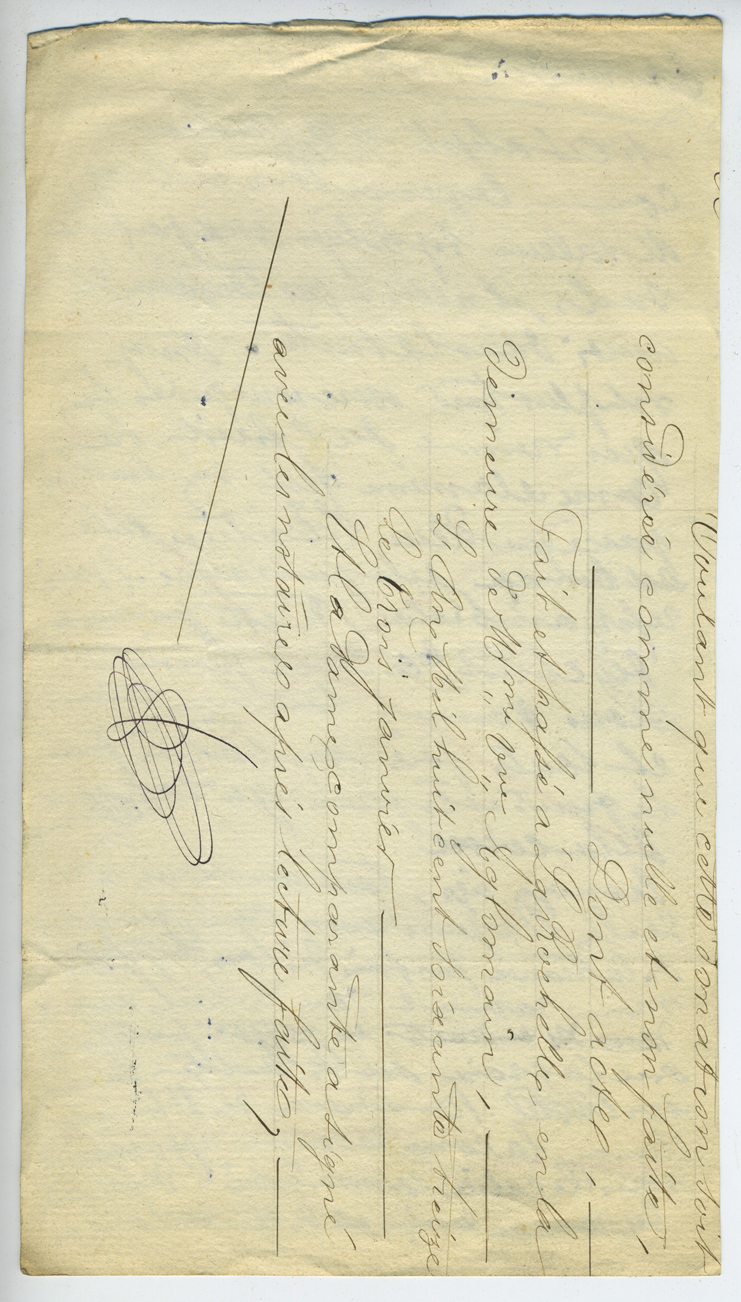 Voulant que cette donation soit
considérée comme nulle et non faite,
Dont acte,
Fait et passé à La Rochelle, en la
Demeure de Mme Vve
L'An Mil huit cent soixante treize
Le trois janvier
Et la Dame comparante a signé
avec les notaires après lecture faite,